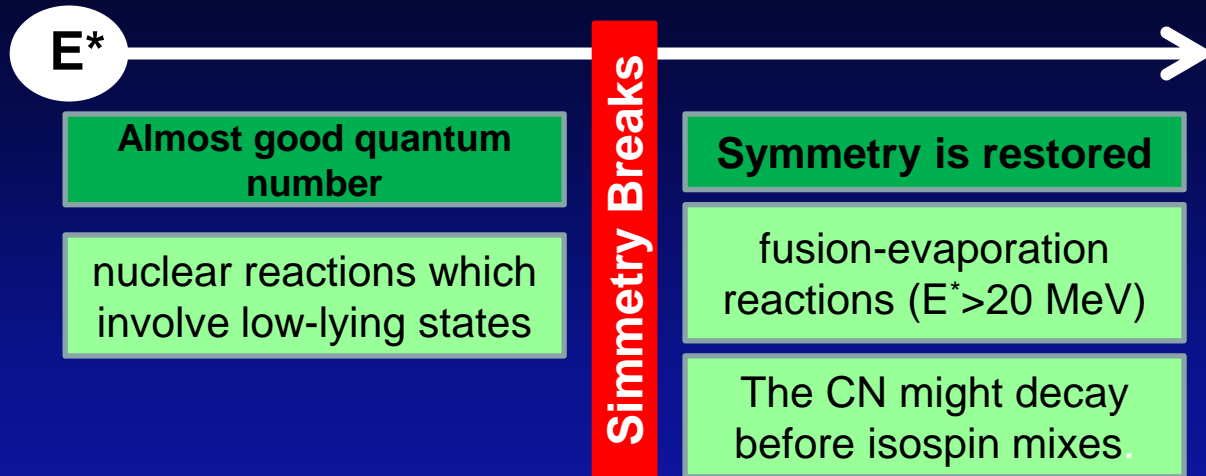 E*
Almost good quantum
number
nuclear reactions which
involve low-lying states
Simmetry Breaks
Symmetry is restored
fusion-evaporation
reactions (E*>20 MeV)
The CN might decay
before isospin mixes.